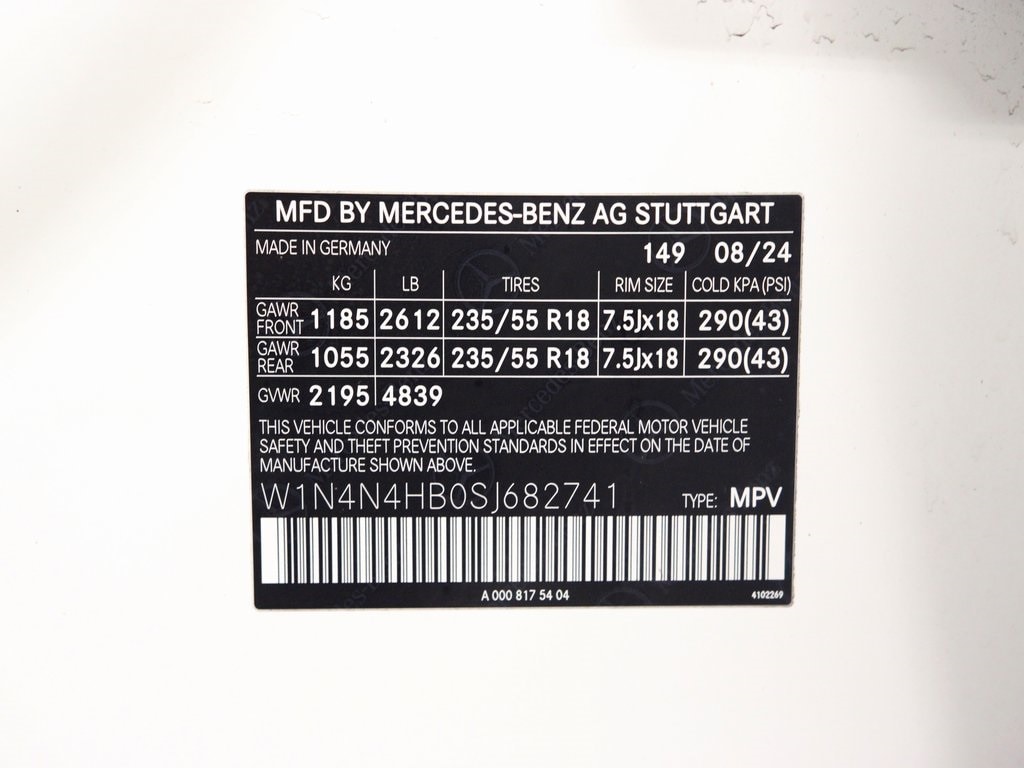 MFD BY MERCEDES-BENZ AG STUTTGART
MADE IN GERMANY 149 08/24
KG LB TIRES RIM SIZE COLD KPA (PSI)
GAWR FRONT 1185 2612 235/55 R18 7.5Jx18 290(43)
GAWR REAR 1055 2326 235/55 R18 7.5Jx18 290(43)
GVWR 2195 4839
THIS VEHICLE CONFORMS TO ALL APPLICABLE FEDERAL MOTOR VEHICLE
SAFETY AND THEFT PREVENTION STANDARDS IN EFFECT ON THE DATE OF
MANUFACTURE SHOWN ABOVE.
W1N4N4HB0SJ682741 TYPE: MPV
A 000 817 54 04 4102269